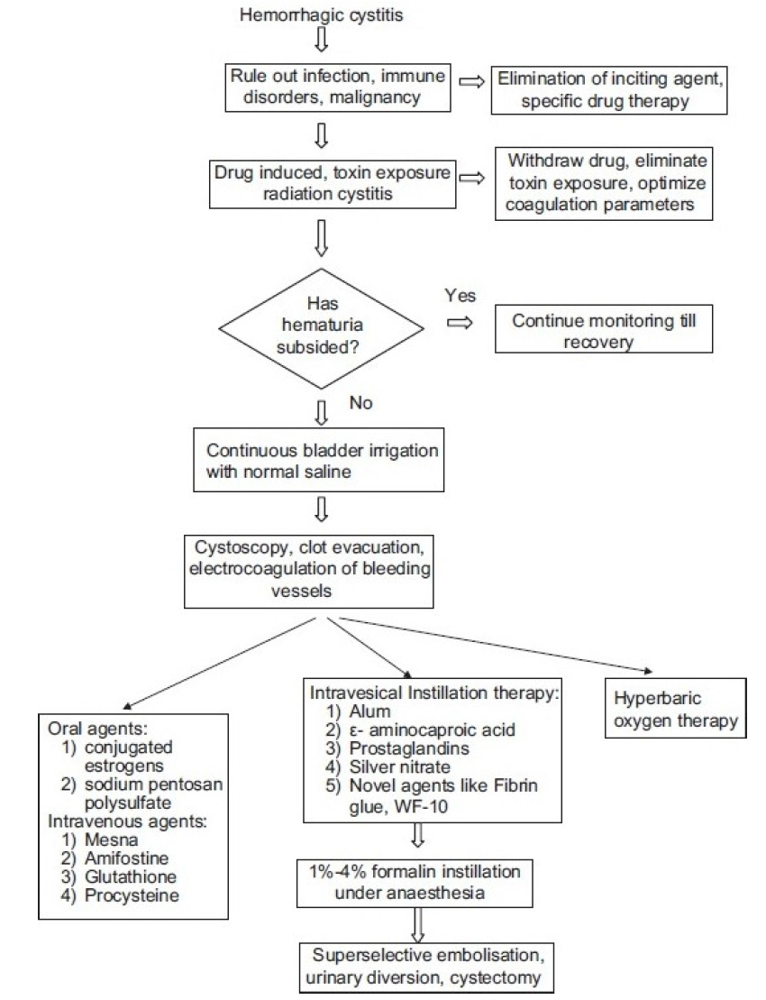 Hemorrhagic cystitis
Rule out infection, immune
disorders, malignancy
Elimination of inciting agent,
specific drug therapy
Drug induced, toxin exposure
radiation cystitis
Withdraw drug, eliminate
toxin exposure, optimize
coagulation parameters
Has
hematuria
subsided?
Yes
Continue monitoring till
recovery
No
Continuous bladder irrigation
with normal saline
Cystoscopy, clot evacuation,
electrocoagulation of bleeding
vessels
Oral agents:
1) conjugated
estrogens
2) sodium pentosan
polysulfate
Intravenous agents:
1) Mesna
2) Amifostine
3) Glutathione
4) Procysteine
Intravesical Instillation therapy:
1) Alum
2) ε- aminocaproic acid
3) Prostaglandins
4) Silver nitrate
5) Novel agents like Fibrin
glue, WF-10
Hyperbaric
oxygen therapy
1%-4% formalin instillation
under anaesthesia
Superselective embolisation,
urinary diversion, cystectomy